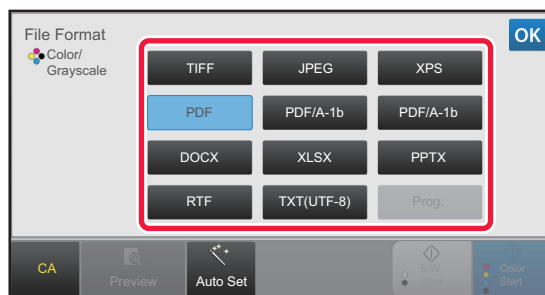 File Format
OK
Color/
Grayscale
TIFF
JPEG
XPS
PDF
PDF/A-1b
PDF/A-1b
DOCX
XLSX
PPTX
RTF
TXT(UTF-8)
Prog.
CA
Preview
Auto Set
B/W
Start
Color
Start